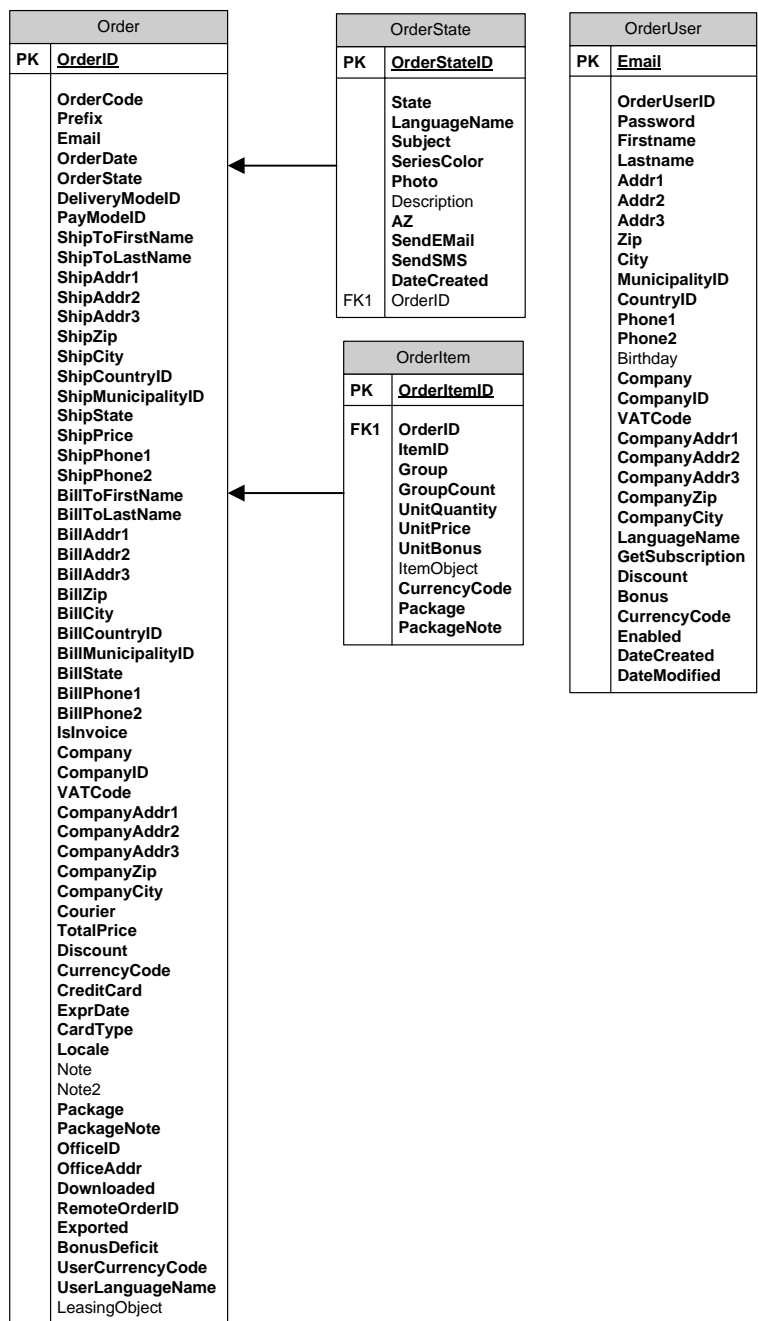 Order
PK OrderID
OrderCode
Prefix
Email
OrderDate
OrderState
DeliveryModeID
PayModeID
ShipToFirstName
ShipToLastName
ShipAddr1
ShipAddr2
ShipAddr3
ShipZip
ShipCity
ShipCountryID
ShipMunicipalityID
ShipState
ShipPrice
ShipPhone1
ShipPhone2
BillToFirstName
BillToLastName
BillAddr1
BillAddr2
BillAddr3
BillZip
BillCity
BillCountryID
BillMunicipalityID
BillState
BillPhone1
BillPhone2
IsInvoice
Company
CompanyID
VATCode
CompanyAddr1
CompanyAddr2
CompanyAddr3
CompanyZip
CompanyCity
Courier
TotalPrice
Discount
CurrencyCode
CreditCard
ExprDate
CardType
Locale
Note
Note2
Package
PackageNote
OfficeID
OfficeAddr
Downloaded
RemoteOrderID
Exported
BonusDeficit
UserCurrencyCode
UserLanguageName
LeasingObject
OrderState
PK OrderStateID
State
LanguageName
Subject
SeriesColor
Photo
Description
AZ
SendEMail
SendSMS
DateCreated
FK1 OrderID
OrderItem
PK OrderItemID
FK1 OrderID
ItemID
Group
GroupCount
UnitQuantity
UnitPrice
UnitBonus
ItemObject
CurrencyCode
Package
PackageNote
OrderUser
PK Email
OrderUserID
Password
Firstname
Lastname
Addr1
Addr2
Addr3
Zip
City
MunicipalityID
CountryID
Phone1
Phone2
Birthday
Company
CompanyID
VATCode
CompanyAddr1
CompanyAddr2
CompanyAddr3
CompanyZip
CompanyCity
LanguageName
GetSubscription
Discount
Bonus
CurrencyCode
Enabled
DateCreated
DateModified